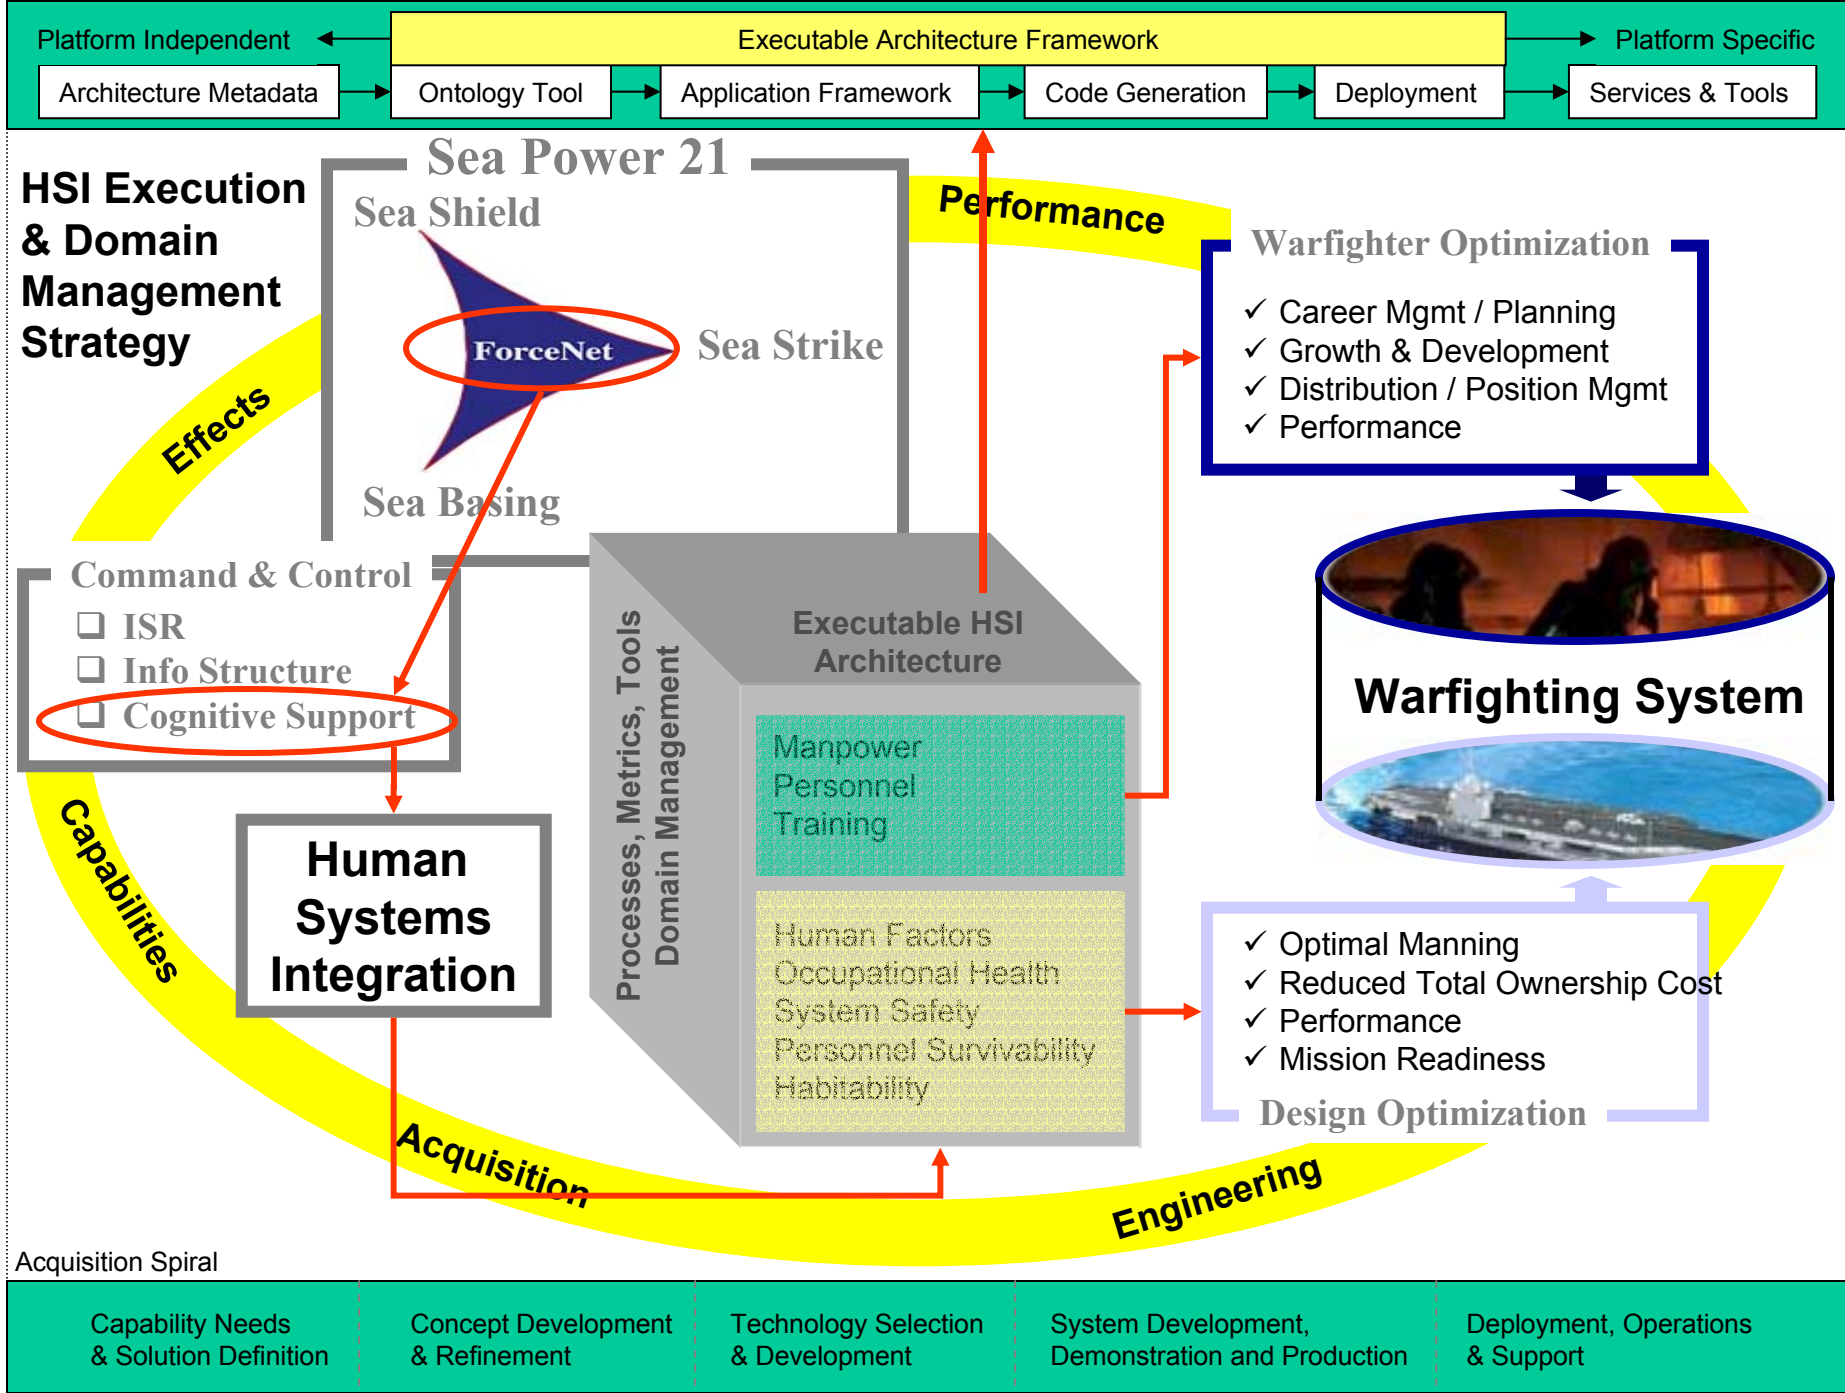 Platform Independent
Executable Architecture Framework
Platform Specific
Architecture Metadata
Ontology Tool
Application Framework
Code Generation
Deployment
Services & Tools
HSI Execution
& Domain
Management
Strategy
Sea Power 21
Sea Shield
ForceNet
Sea Strike
Sea Basing
Performance
Effects
Capabilities
Acquisition
Engineering
Warfighter Optimization
✓ Career Mgmt / Planning
✓ Growth & Development
✓ Distribution / Position Mgmt
✓ Performance
Command & Control
❑ ISR
❑ Info Structure
❑ Cognitive Support
Human
Systems
Integration
Processes, Metrics, Tools
Domain Management
Executable HSI
Architecture
Manpower
Personnel
Training
Human Factors
Occupational Health
System Safety
Personnel Survivability
Habitability
Warfighting System
✓ Optimal Manning
✓ Reduced Total Ownership Cost
✓ Performance
✓ Mission Readiness
Design Optimization
Acquisition Spiral
Capability Needs
& Solution Definition
Concept Development
& Refinement
Technology Selection
& Development
System Development,
Demonstration and Production
Deployment, Operations
& Support